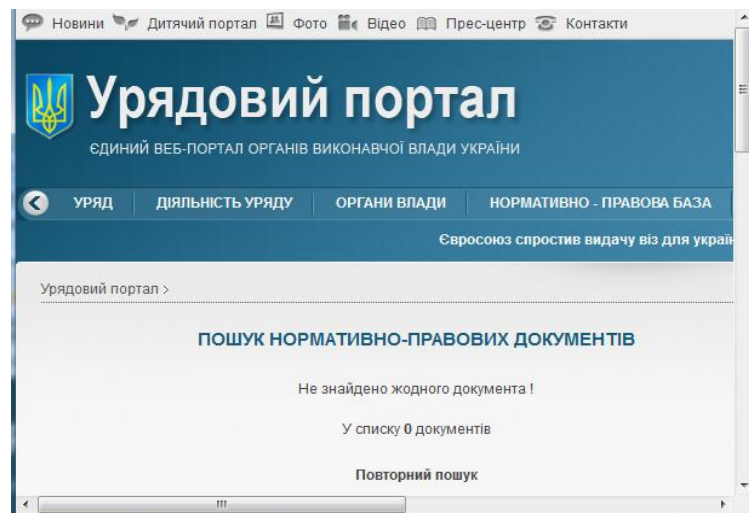 Новини Дитячий портал Фото Відео Прес-центр Контакти
Урядовий портал
ЄДИНИЙ ВЕБ-ПОРТАЛ ОРГАНІВ ВИКОНАВЧОЇ ВЛАДИ УКРАЇНИ
УРЯД ДІЯЛЬНІСТЬ УРЯДУ ОРГАНИ ВЛАДИ НОРМАТИВНО - ПРАВОВА БАЗА
Євросоюз спростив видачу віз для
Урядовий портал >
ПОШУК НОРМАТИВНО-ПРАВОВИХ ДОКУМЕНТІВ
Не знайдено жодного документа !
У списку 0 документів
Повторний пошук